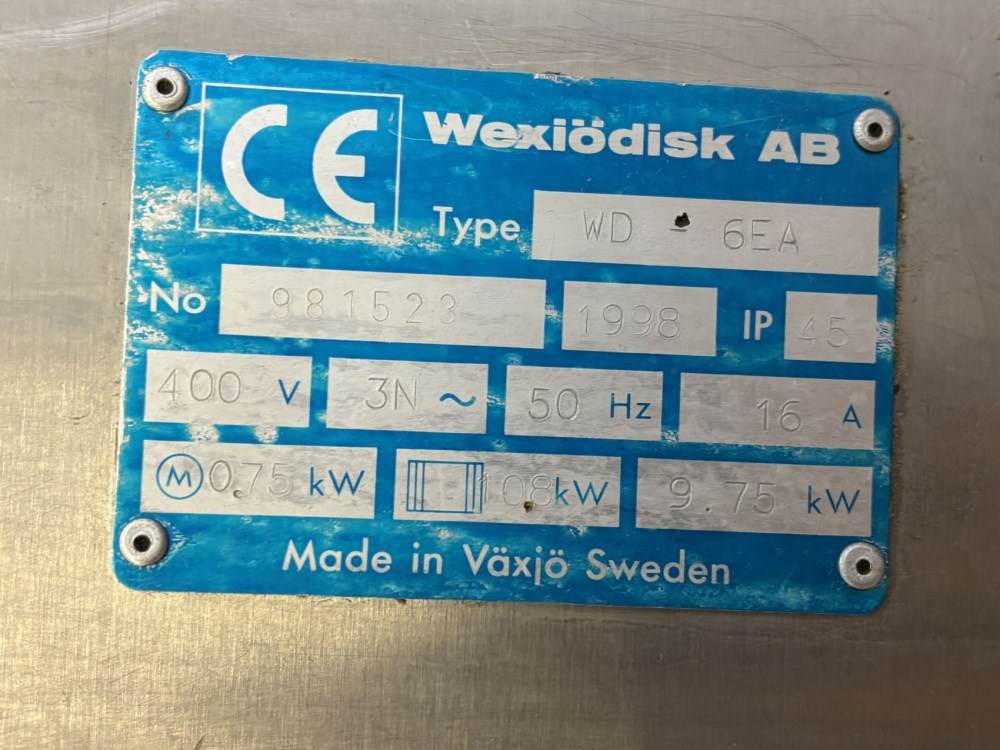 CE Wexiödisk AB
Type WD - 6EA
No 981523 1998 IP 45
400 V 3N ~ 50 Hz 16 A
M 0.75 kW 108 kW 9.75 kW
Made in Växjö Sweden